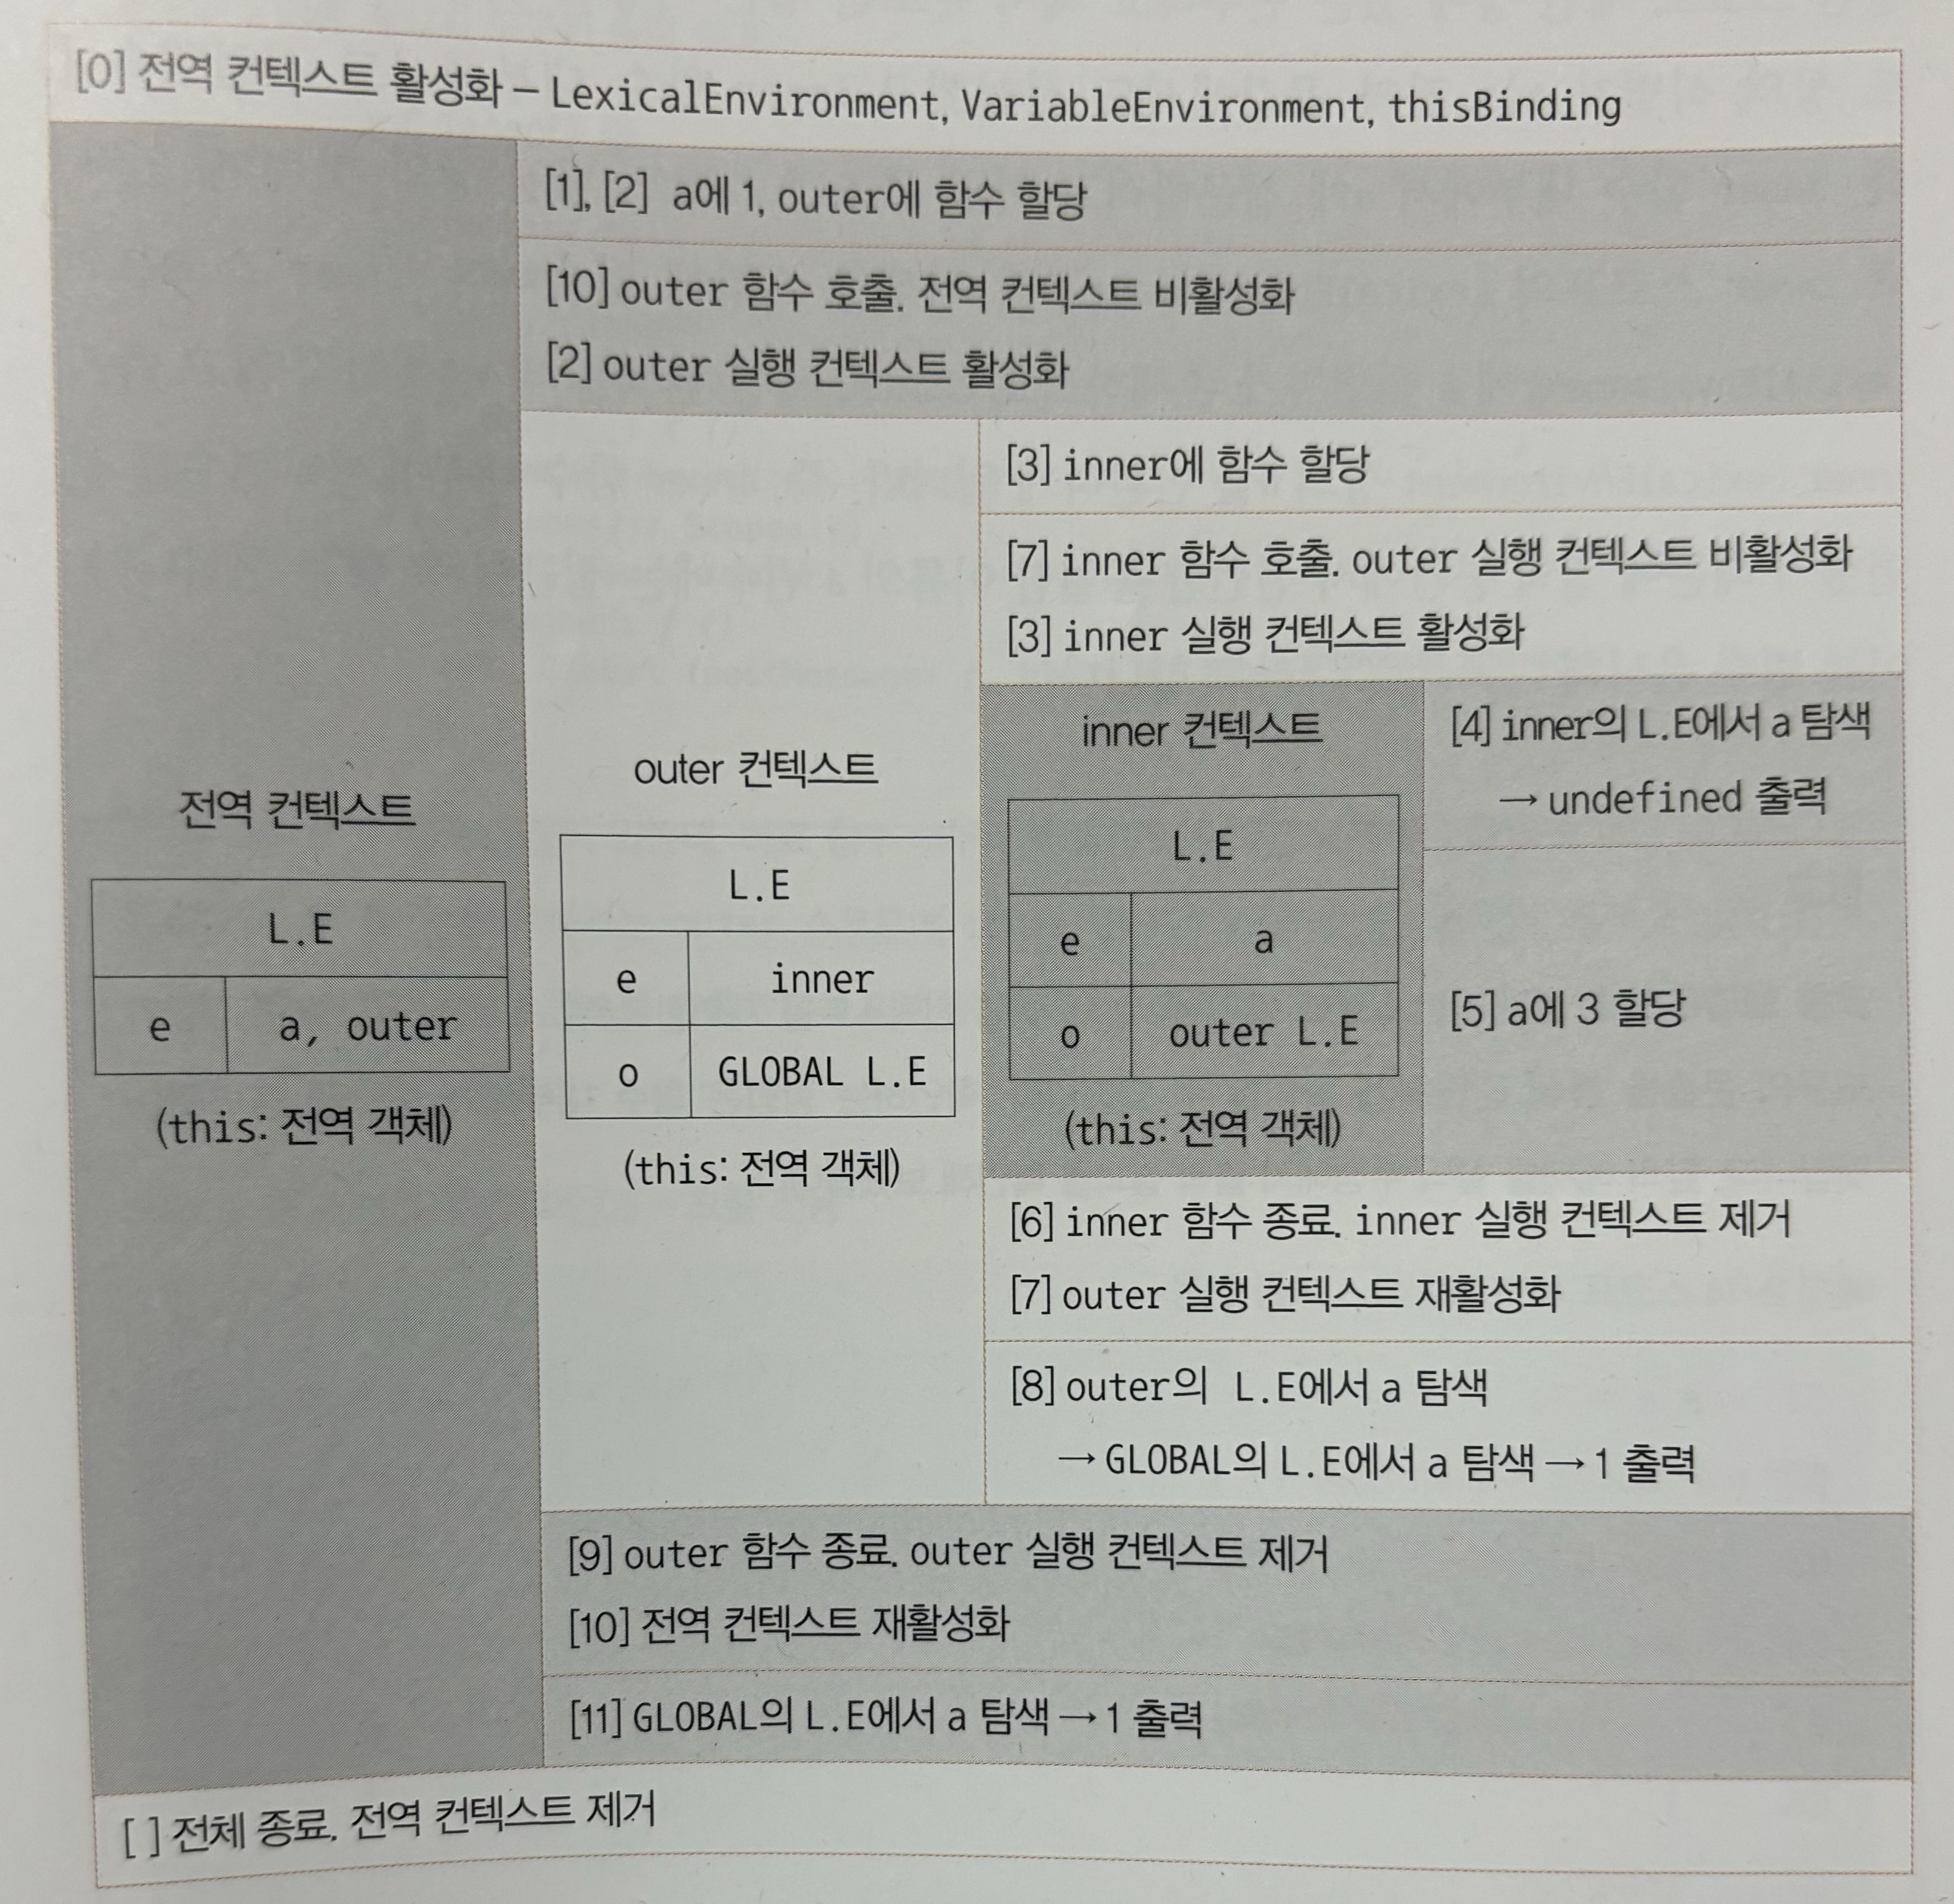 [0] 전역 컨텍스트 활성화 – LexicalEnvironment, VariableEnvironment, thisBinding
[1], [2] a에 1, outer에 함수 할당
[10] outer 함수 호출. 전역 컨텍스트 비활성화
[2] outer 실행 컨텍스트 활성화
전역 컨텍스트
L.E
e a, outer
(this: 전역 객체)
outer 컨텍스트
L.E
e inner
o GLOBAL L.E
(this: 전역 객체)
[3] inner에 함수 할당
[7] inner 함수 호출. outer 실행 컨텍스트 비활성화
[3] inner 실행 컨텍스트 활성화
inner 컨텍스트
L.E
e a
o outer L.E
(this: 전역 객체)
[4] inner의 L.E에서 a 탐색
→ undefined 출력
[5] a에 3 할당
[6] inner 함수 종료. inner 실행 컨텍스트 제거
[7] outer 실행 컨텍스트 재활성화
[8] outer의 L.E에서 a 탐색
→ GLOBAL의 L.E에서 a 탐색 → 1 출력
[9] outer 함수 종료. outer 실행 컨텍스트 제거
[10] 전역 컨텍스트 재활성화
[11] GLOBAL의 L.E에서 a 탐색 → 1 출력
[ ] 전체 종료. 전역 컨텍스트 제거